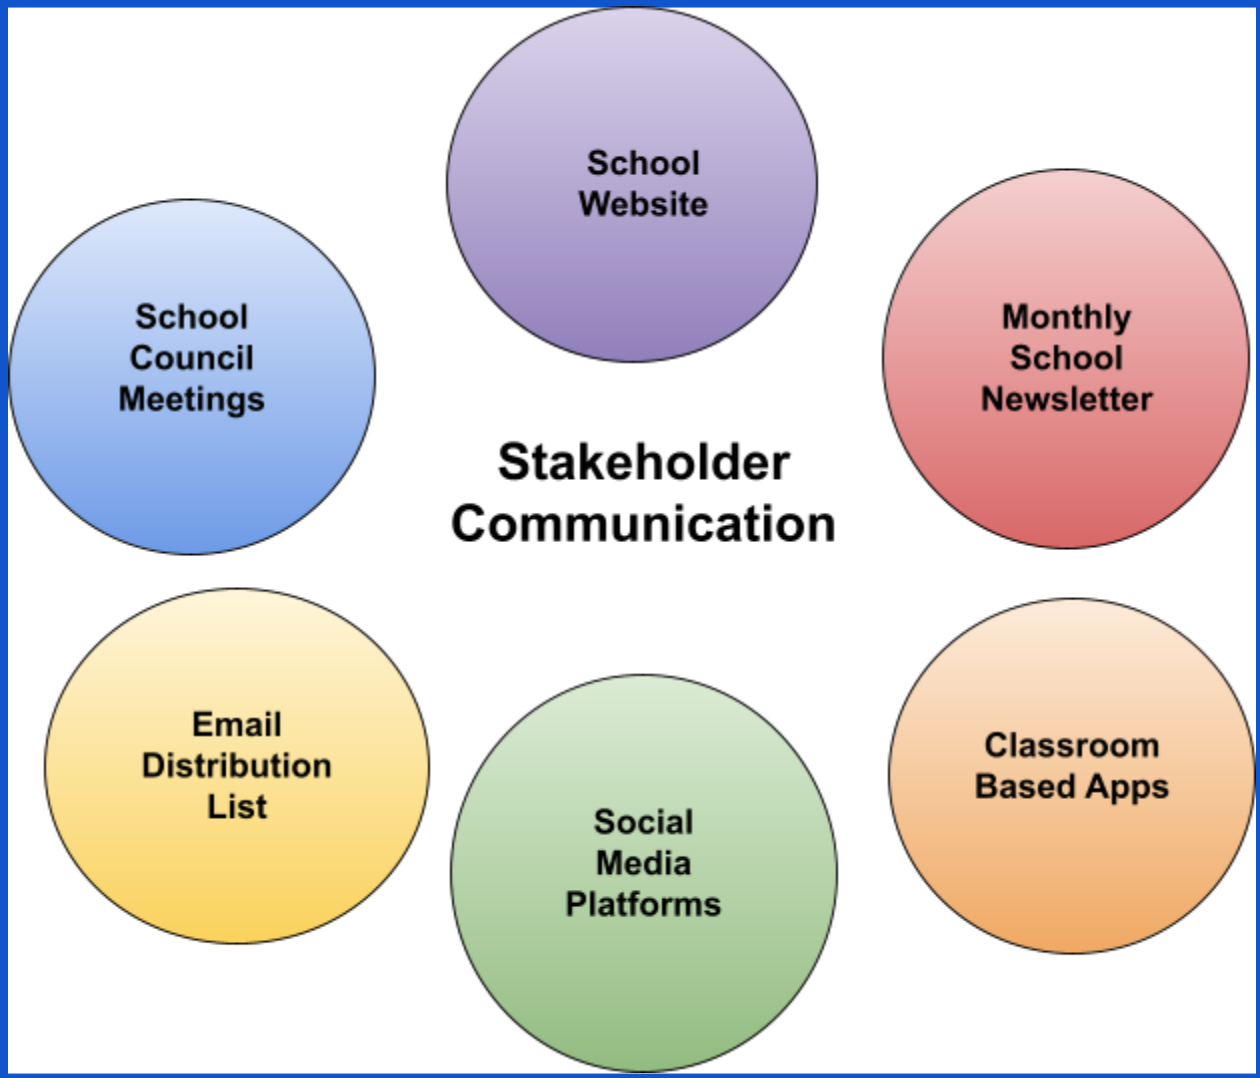 School
Website
School
Council
Meetings
Monthly
School
Newsletter
Stakeholder
Communication
Email
Distribution
List
Classroom
Based Apps
Social
Media
Platforms